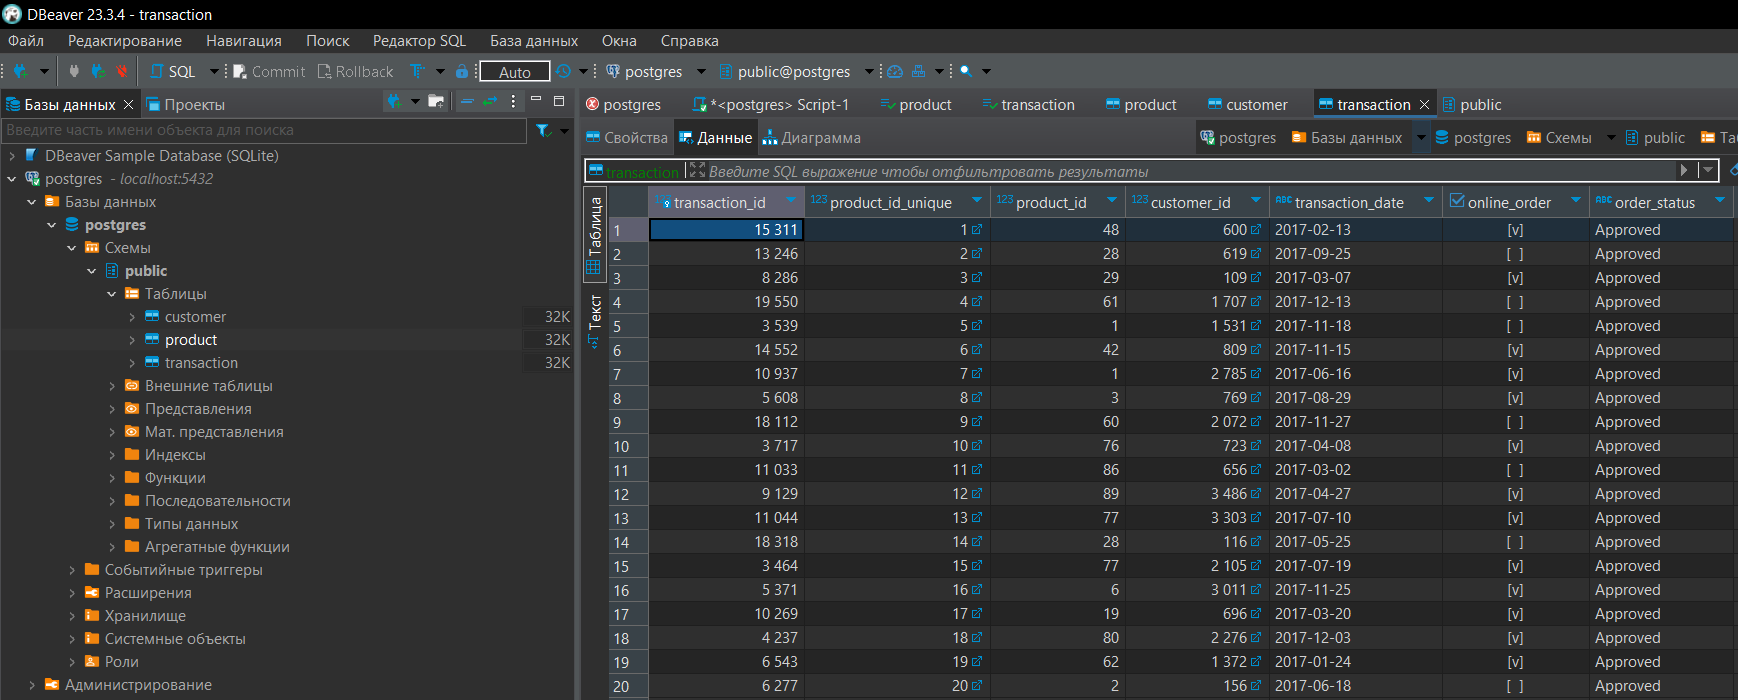 DBeaver 23.3.4 - transaction
Файл Редактирование Навигация Поиск Редактор SQL База данных Окна Справка
SQL Commit Rollback Auto postgres public@postgres
Базы данных Проекты
Введите часть имени объекта для поиска
DBeaver Sample Database (SQLite)
postgres - localhost:5432
Базы данных
postgres
Схемы
public
Таблицы
customer 32K
product 32K
transaction 32K
Внешние таблицы
Представления
Мат. представления
Индексы
Функции
Последовательности
Типы данных
Агрегатные функции
Событийные триггеры
Расширения
Хранилище
Системные объекты
Роли
Администрирование
postgres *<postgres> Script-1 product transaction product customer transaction public
Свойства Данные Диаграмма postgres Базы данных postgres Схемы public Та
transaction Введите SQL выражение чтобы отфильтровать результаты
Таблица
Текст
transaction_id 123 product_id_unique 123 product_id 123 customer_id ABC transaction_date online_order ABC order_status
1 15 311 1 48 600 2017-02-13 [v] Approved
2 13 246 2 28 619 2017-09-25 [ ] Approved
3 8 286 3 29 109 2017-03-07 [v] Approved
4 19 550 4 61 1 707 2017-12-13 [ ] Approved
5 3 539 5 1 1 531 2017-11-18 [ ] Approved
6 14 552 6 42 809 2017-11-15 [v] Approved
7 10 937 7 1 2 785 2017-06-16 [v] Approved
8 5 608 8 3 769 2017-08-29 [v] Approved
9 18 112 9 60 2 072 2017-11-27 [ ] Approved
10 3 717 10 76 723 2017-04-08 [v] Approved
11 11 033 11 86 656 2017-03-02 [ ] Approved
12 9 129 12 89 3 486 2017-04-27 [v] Approved
13 11 044 13 77 3 303 2017-07-10 [v] Approved
14 18 318 14 28 116 2017-05-25 [ ] Approved
15 3 464 15 77 2 105 2017-07-19 [v] Approved
16 5 371 16 6 3 011 2017-11-25 [v] Approved
17 10 269 17 19 696 2017-03-20 [v] Approved
18 4 237 18 80 2 276 2017-12-03 [v] Approved
19 6 543 19 62 1 372 2017-01-24 [v] Approved
20 6 277 20 2 156 2017-06-18 [ ] Approved